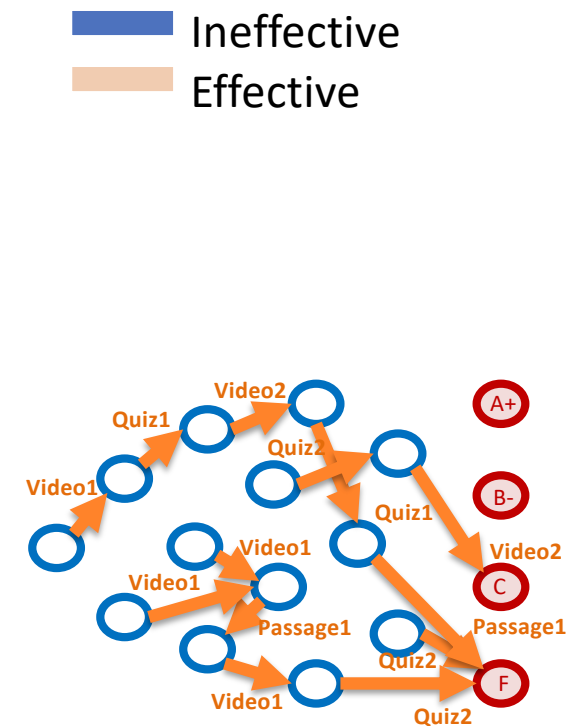 Ineffective
Effective
Video2
A+
Quiz1
Quiz2
Video1
B-
Quiz1
Video1
Video2
Video1
C
Passage1
Passage1
Quiz2
F
Video1
Quiz2